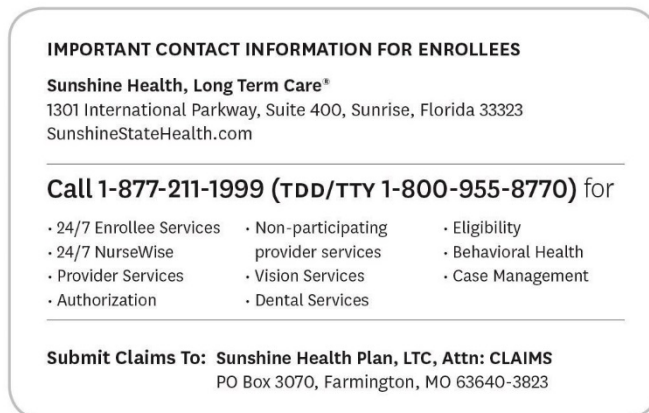 IMPORTANT CONTACT INFORMATION FOR ENROLLEES
Sunshine Health, Long Term Care®
1301 International Parkway, Suite 400, Sunrise, Florida 33323
SunshineStateHealth.com
Call 1-877-211-1999 (TDD/TTY 1-800-955-8770) for
· 24/7 Enrollee Services
· 24/7 NurseWise
· Provider Services
· Authorization
· Non-participating
provider services
· Vision Services
· Dental Services
· Eligibility
· Behavioral Health
· Case Management
Submit Claims To: Sunshine Health Plan, LTC, Attn: CLAIMS
PO Box 3070, Farmington, MO 63640-3823